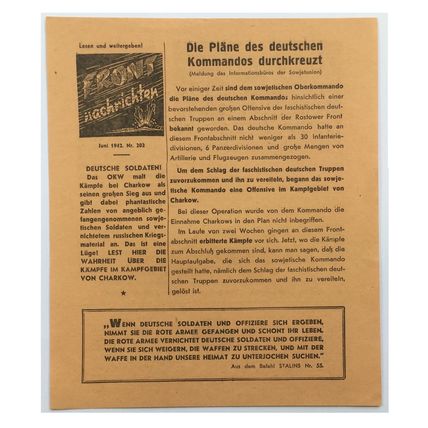 Lesen und weitergeben!
FRONT
nachrichten
Juni 1942. Nr. 203
DEUTSCHE SOLDATEN!
Das OKW malt die
Kämpfe bei Charkow als
seinen großen Sieg aus und
gibt dabei phantastische
Zahlen von angeblich ge-
fangengenommenen sowje-
tischen Soldaten und ver-
nichtetem russischen Kriegs-
material an. Das ist eine
Lüge! LEST HIER DIE
WAHRHEIT ÜBER DIE
KÄMPFE IM KAMPFGEBIET
VON CHARKOW.
Die Pläne des deutschen
Kommandos durchkreuzt
(Meldung des Informationsbüros der Sowjetunion)
Vor einiger Zeit sind dem sowjetischen Oberkommando
die Pläne des deutschen Kommandos hinsichtlich einer
bevorstehenden großen Offensive der faschistischen deut-
schen Truppen an einem Abschnitt der Rostower Front
bekannt geworden. Das deutsche Kommando hatte an
diesem Frontabschnitt nicht weniger als 30 Infanterie-
divisionen, 6 Panzerdivisionen und große Mengen von
Artillerie und Flugzeugen zusammengezogen.
Um dem Schlag der faschistischen deutschen Truppen
zuvorzukommen und ihn zu vereiteln, begann das sowje-
tische Kommando eine Offensive im Kampfgebiet von
Charkow.
Bei dieser Operation wurde von dem Kommando die
Einnahme Charkows in den Plan nicht inbegriffen.
Im Laufe von zwei Wochen gingen an diesem Front-
abschnitt erbitterte Kämpfe vor sich. Jetzt, wo die Kämpfe
zum Abschluß gekommen sind, kann man sagen, daß die
Hauptaufgabe, die sich das sowjetische Kommando
gestellt hatte, nämlich dem Schlag der faschistischen deut-
schen Truppen zuvorzukommen und ihn zu vereiteln,
gelöst ist.
„WENN DEUTSCHE SOLDATEN UND OFFIZIERE SICH ERGEBEN,
NIMMT SIE DIE ROTE ARMEE GEFANGEN UND SCHONT IHR LEBEN.
DIE ROTE ARMEE VERNICHTET DEUTSCHE SOLDATEN UND OFFIZIERE,
WENN SIE SICH WEIGERN, DIE WAFFEN ZU STRECKEN, UND MIT DER
WAFFE IN DER HAND UNSERE HEIMAT ZU UNTERJOCHEN SUCHEN."
Aus dem Befehl STALINS Nr. 55.